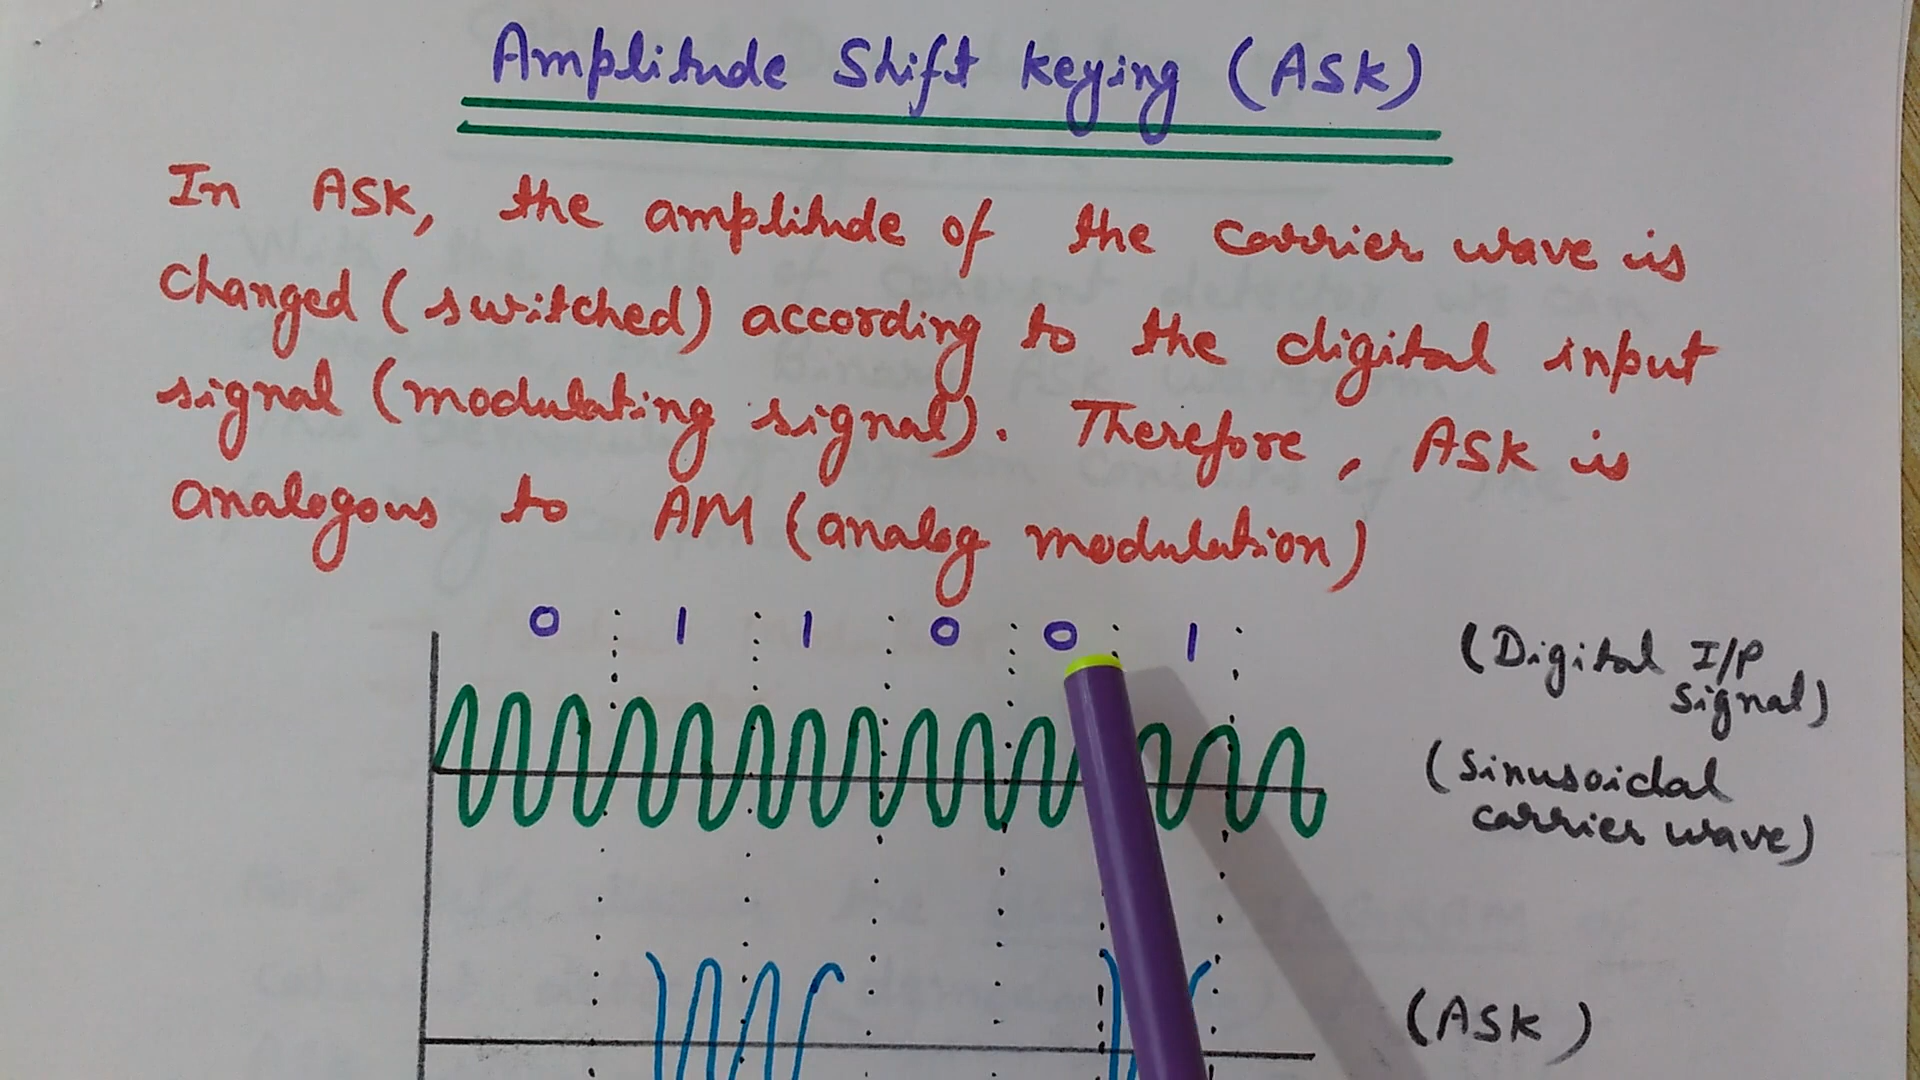 Amplitude Shift Keying (ASK)
In ASK, the amplitude of the carrier wave is
changed (switched) according to the digital input
signal (modulating signal). Therefore, ASK is
analogous to AM (analog modulation)
0 1 1 0 0 1
(Digital I/P
signal)
(Sinusoidal
carrier wave)
(ASK)